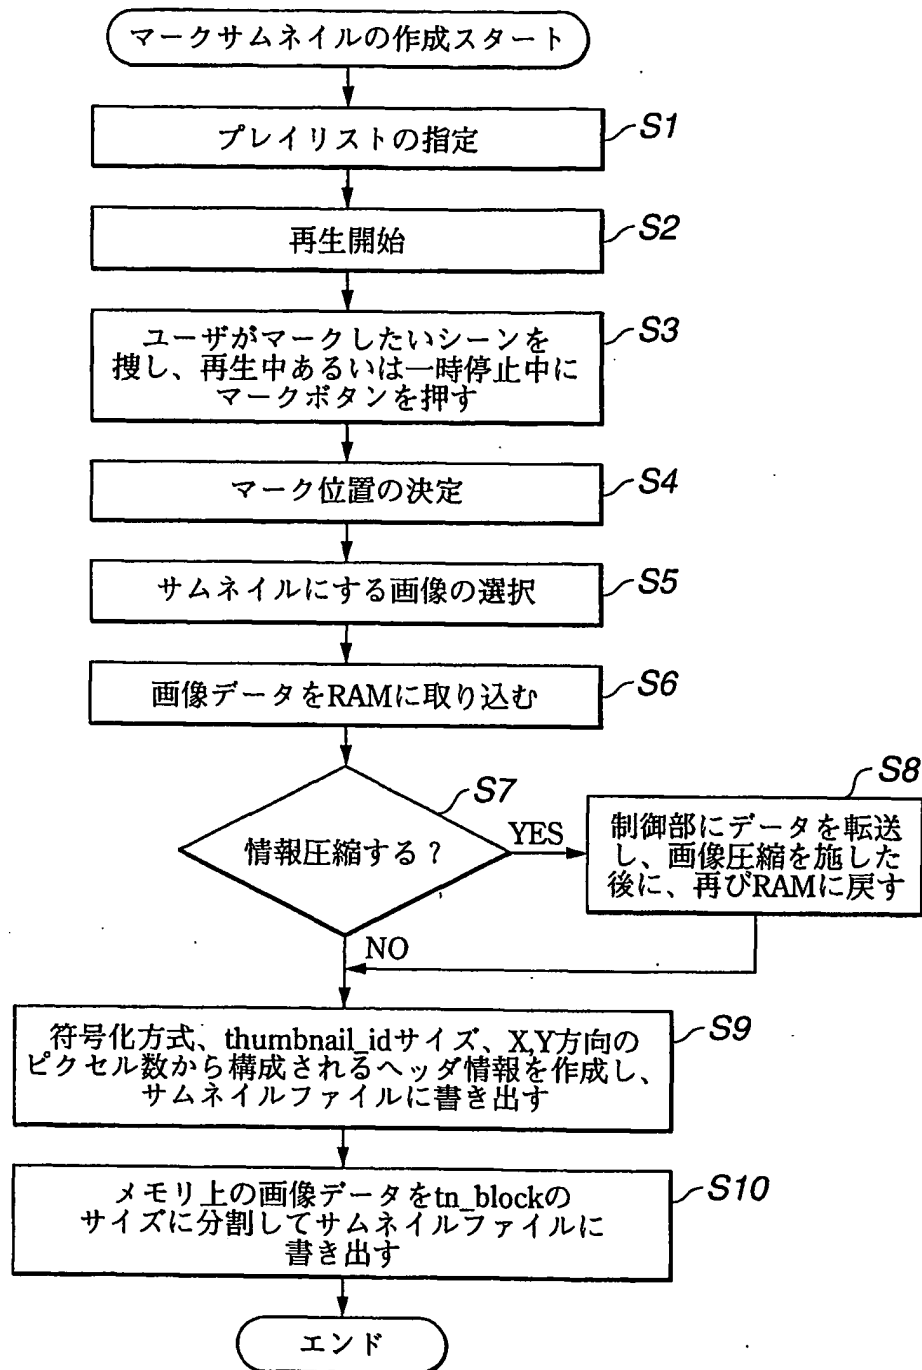 マークサムネイルの作成スタート
プレイリストの指定
S1
再生開始
S2
ユーザがマークしたいシーンを
捜し、再生中あるいは一時停止中に
マークボタンを押す
S3
マーク位置の決定
S4
サムネイルにする画像の選択
S5
画像データをRAMに取り込む
S6
情報圧縮する？
S7
YES
制御部にデータを転送
し、画像圧縮を施した
後に、再びRAMに戻す
S8
NO
符号化方式、thumbnail_idサイズ、X,Y方向の
ピクセル数から構成されるヘッダ情報を作成し、
サムネイルファイルに書き出す
S9
メモリ上の画像データをtn_blockの
サイズに分割してサムネイルファイルに
書き出す
S10
エンド